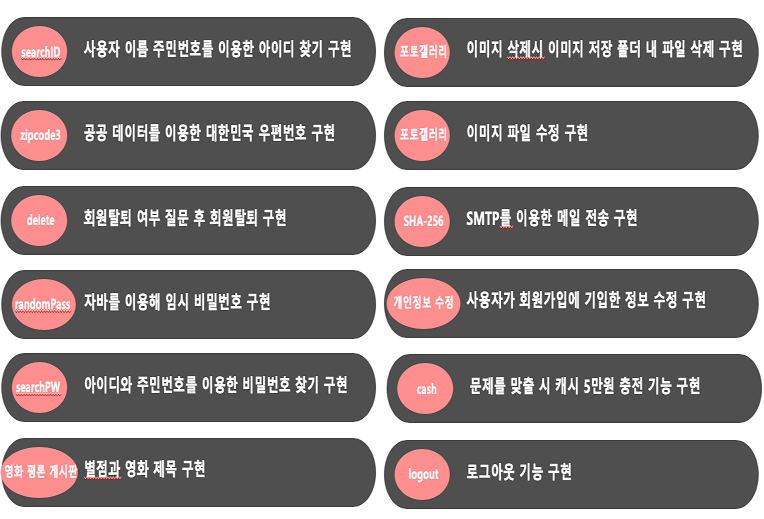 searchID 사용자 이름 주민번호를 이용한 아이디 찾기 구현
zipcode3 공공 데이터를 이용한 대한민국 우편번호 구현
delete 회원탈퇴 여부 질문 후 회원탈퇴 구현
randomPass 자바를 이용해 임시 비밀번호 구현
searchPW 아이디와 주민번호를 이용한 비밀번호 찾기 구현
영화 평론 게시판 별점과 영화 제목 구현
포토갤러리 이미지 삭제시 이미지 저장 폴더 내 파일 삭제 구현
포토갤러리 이미지 파일 수정 구현
SHA-256 SMTP를 이용한 메일 전송 구현
개인정보 수정 사용자가 회원가입에 기입한 정보 수정 구현
cash 문제를 맞출 시 캐시 5만원 충전 기능 구현
logout 로그아웃 기능 구현